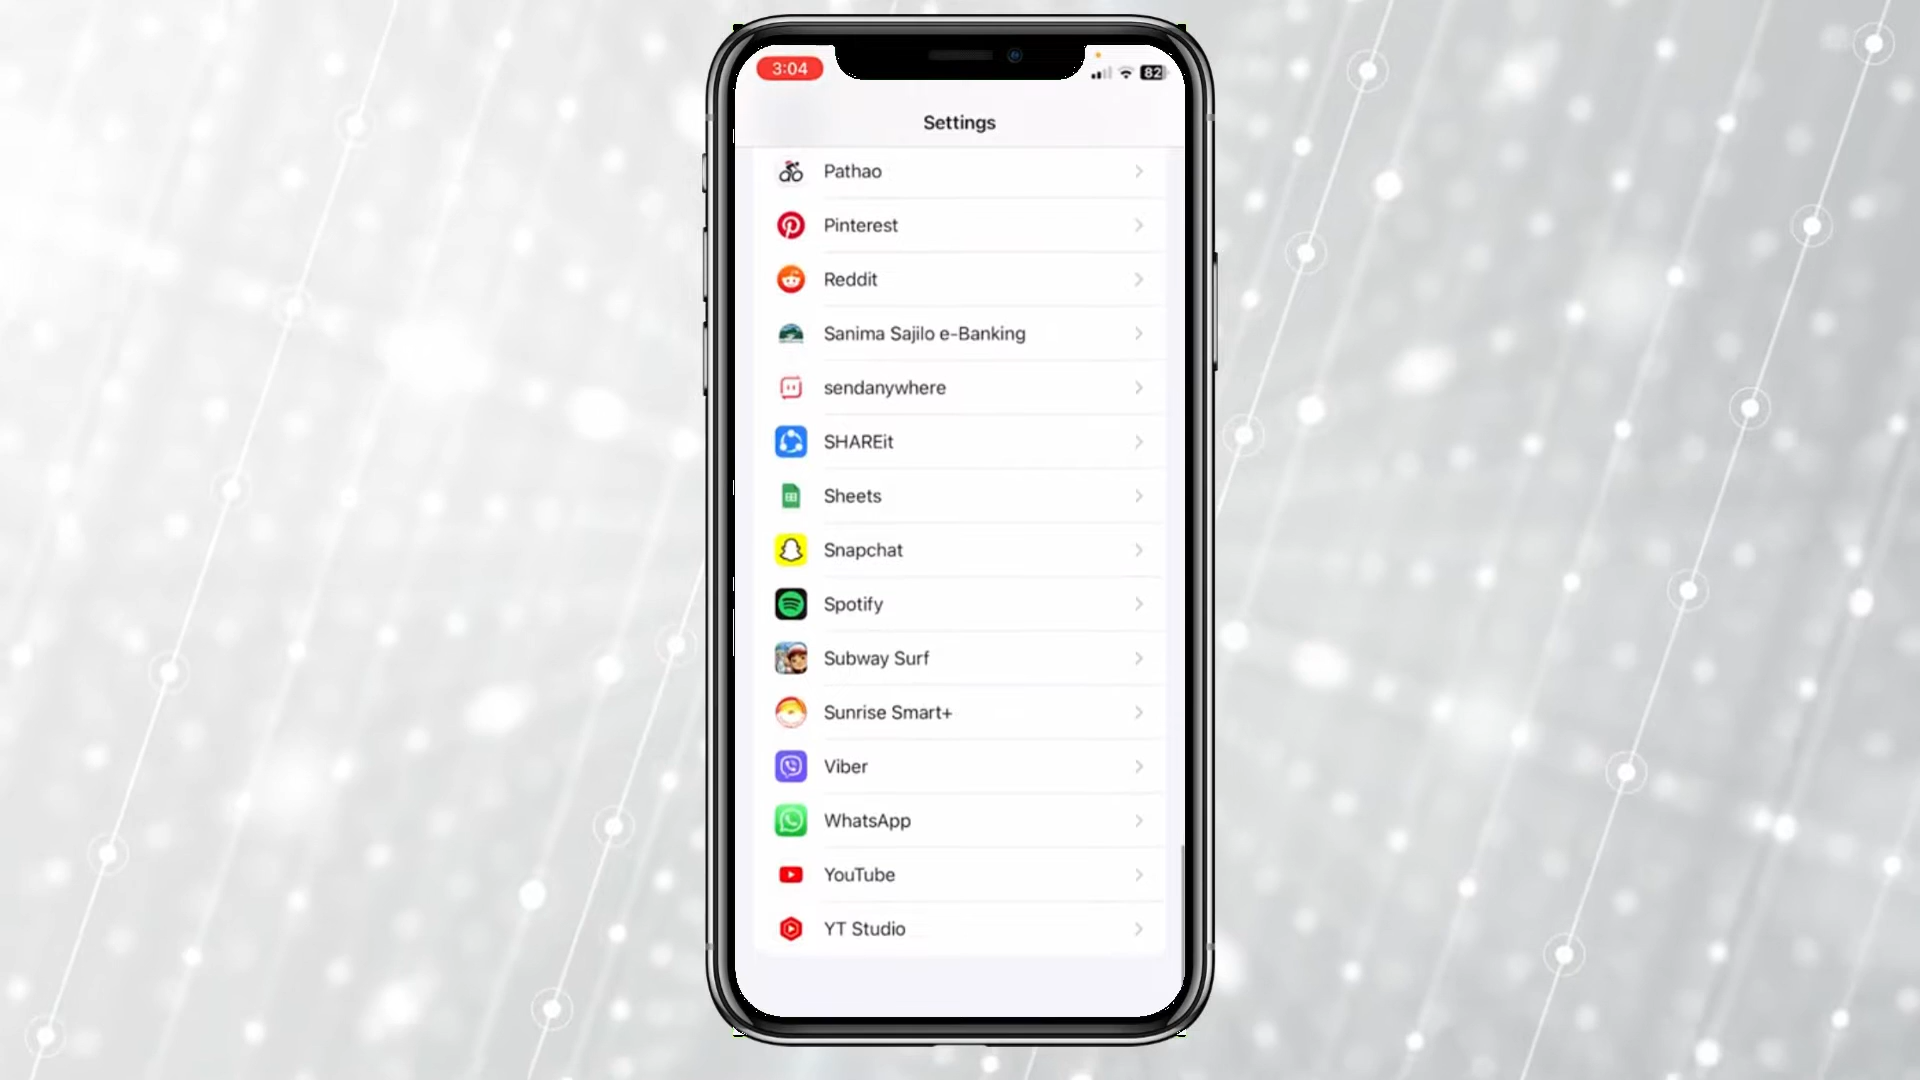 3:04
82
Settings
Pathao
Pinterest
Reddit
Sanima Sajilo e-Banking
sendanywhere
SHAREit
Sheets
Snapchat
Spotify
Subway Surf
Sunrise Smart+
Viber
WhatsApp
YouTube
YT Studio